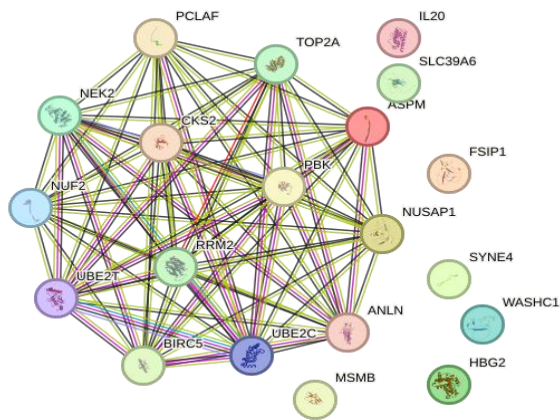 PCLAF
IL20
TOP2A
SLC39A6
NEK2
ASPM
CKS2
FSIP1
PBK
NUF2
NUSAP1
RRM2
SYNE4
UBE2T
WASHC1
ANLN
UBE2C
BIRC5
HBG2
MSMB